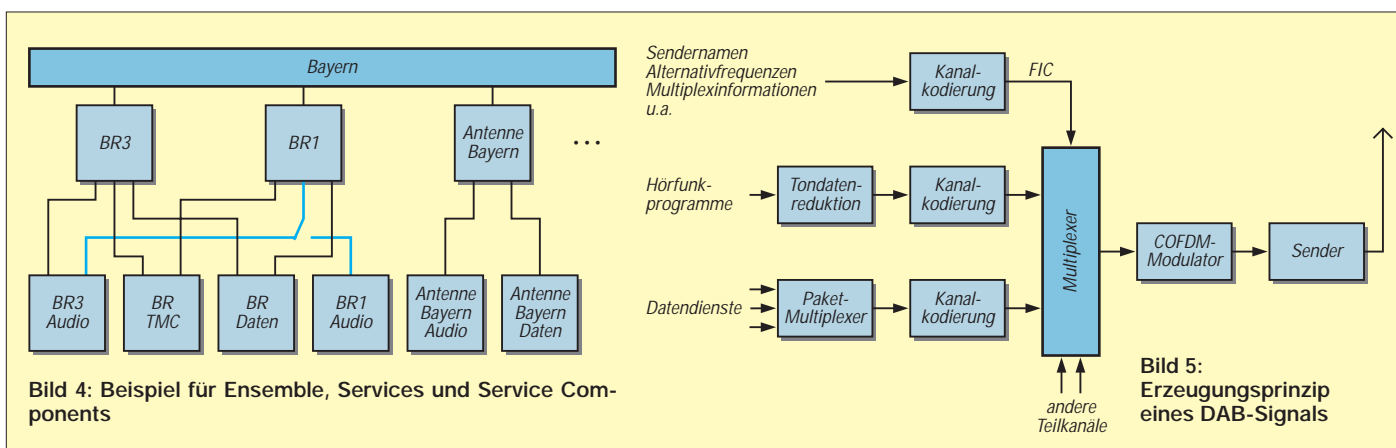 Bayern
BR3
BR1
Antenne
Bayern
...
BR3
Audio
BR
TMC
BR
Daten
BR1
Audio
Antenne
Bayern
Audio
Antenne
Bayern
Daten
Bild 4: Beispiel für Ensemble, Services und Service Com-
ponents
Sendernamen
Alternativfrequenzen
Multiplexinformationen
u.a.
Kanal-
kodierung
FIC
Hörfunk-
programme
Tondaten-
reduktion
Kanal-
kodierung
Datendienste
Paket-
Multiplexer
Kanal-
kodierung
Multiplexer
COFDM-
Modulator
Sender
andere
Teilkanäle
Bild 5:
Erzeugungsprinzip
eines DAB-Signals